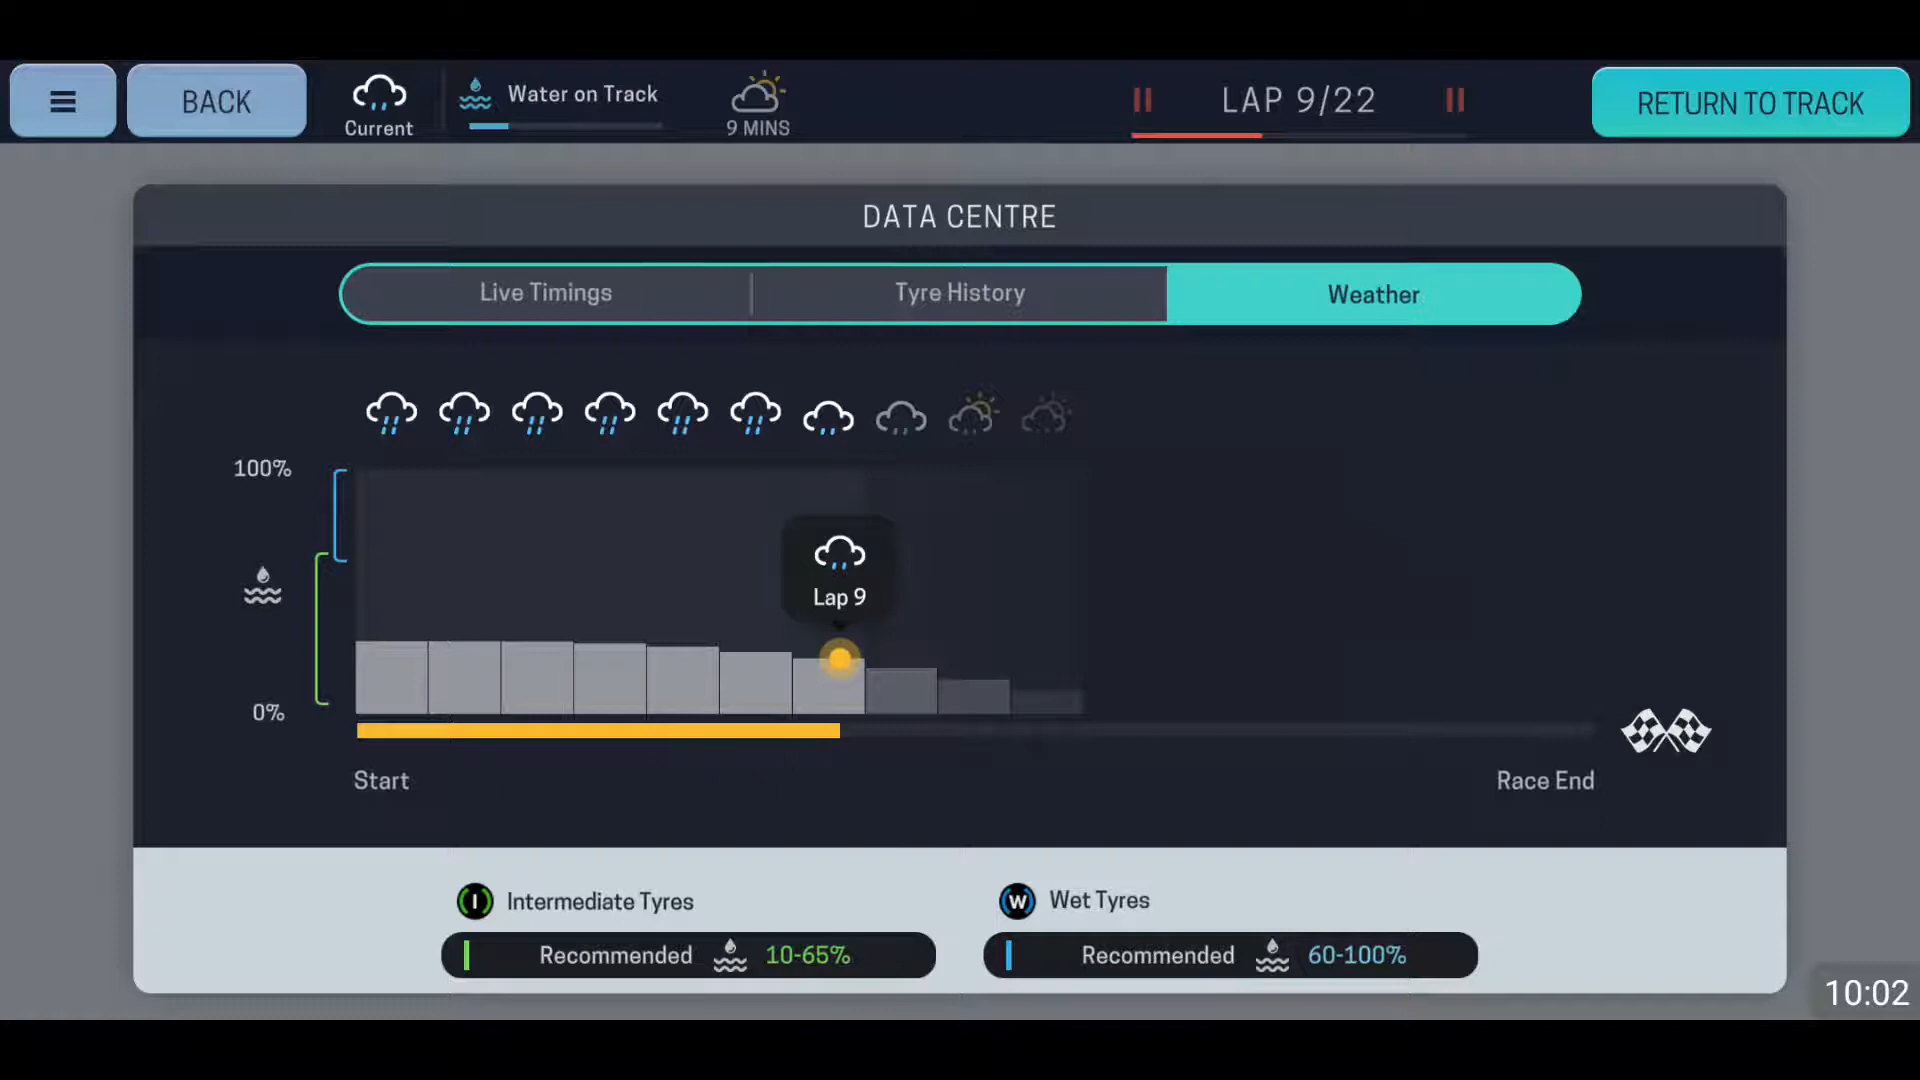 BACK
Current
Water on Track
9 MINS
LAP 9/22
RETURN TO TRACK
DATA CENTRE
Live Timings
Tyre History
Weather
100%
Lap 9
0%
Start
Race End
I Intermediate Tyres
W Wet Tyres
Recommended 10-65%
Recommended 60-100%
10:02